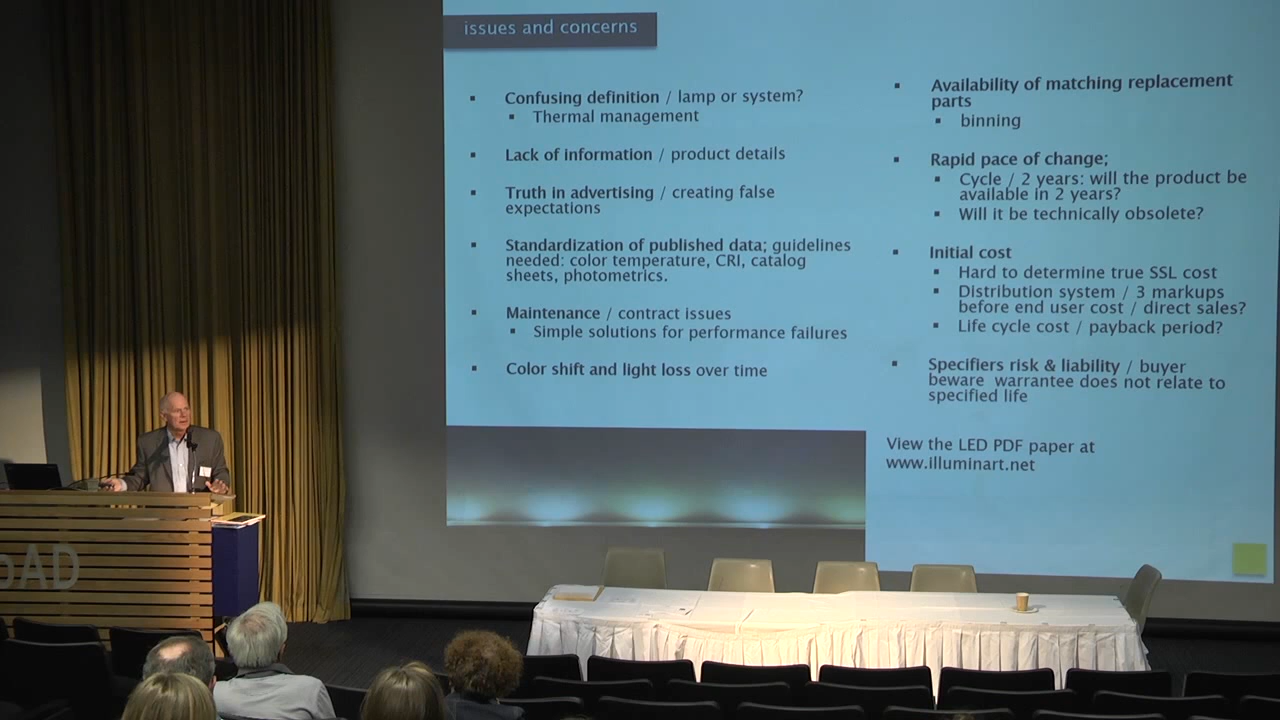 issues and concerns
Confusing definition / lamp or system?
Thermal management
Lack of information / product details
Truth in advertising / creating false
expectations
Standardization of published data; guidelines
needed: color temperature, CRI, catalog
sheets, photometrics.
Maintenance / contract issues
Simple solutions for performance failures
Color shift and light loss over time
Availability of matching replacement
parts
binning
Rapid pace of change;
Cycle / 2 years: will the product be
available in 2 years?
Will it be technically obsolete?
Initial cost
Hard to determine true SSL cost
Distribution system / 3 markups
before end user cost / direct sales?
Life cycle cost / payback period?
Specifiers risk & liability / buyer
beware warrantee does not relate to
specified life
View the LED PDF paper at
www.illuminart.net
AD